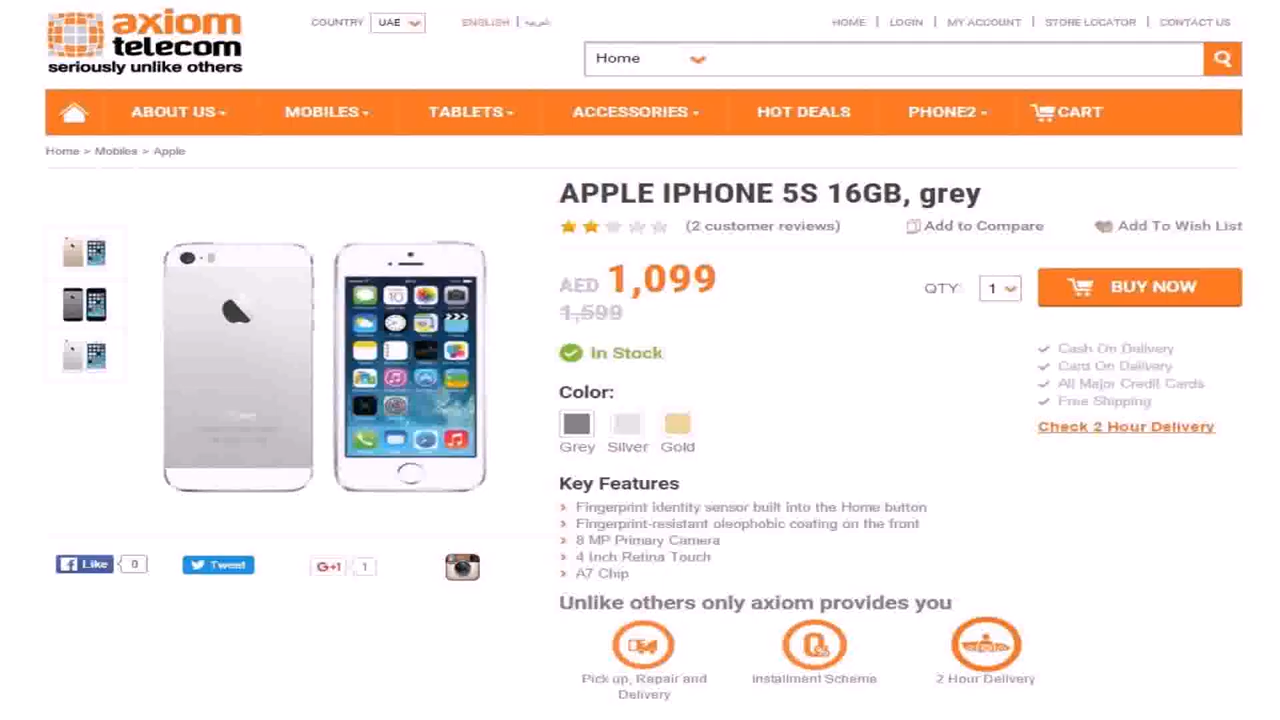 axiom
telecom
seriously unlike others
COUNTRY UAE
ENGLISH | عربية
HOME | LOGIN | MY ACCOUNT | STORE LOCATOR | CONTACT US
Home
ABOUT US MOBILES TABLETS ACCESSORIES HOT DEALS PHONE2 CART
Home > Mobiles > Apple
APPLE IPHONE 5S 16GB, grey
(2 customer reviews) Add to Compare Add To Wish List
AED 1,099
1,599
QTY: 1 BUY NOW
In Stock
Cash On Delivery
Card On Delivery
All Major Credit Cards
Free Shipping
Check 2 Hour Delivery
Color:
Grey Silver Gold
Key Features
Fingerprint identity sensor built into the Home button
Fingerprint-resistant oleophobic coating on the front
8 MP Primary Camera
4 Inch Retina Touch
A7 Chip
Like 0 Tweet G+1 1
Unlike others only axiom provides you
Pick up, Repair and
Delivery
Installment Scheme
2 Hour Delivery